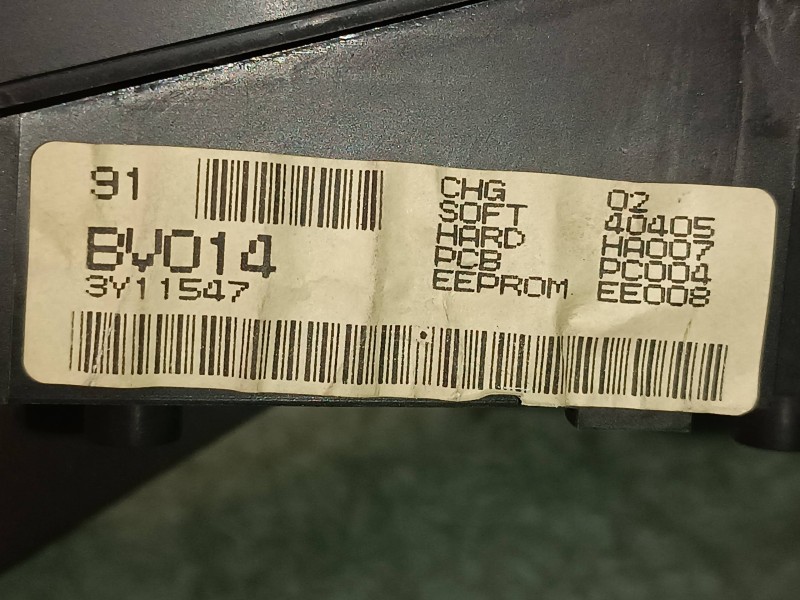 91
BV014
3Y11547
CHG 02
SOFT 40405
HARD HA007
PCB PC004
EEPROM EE008